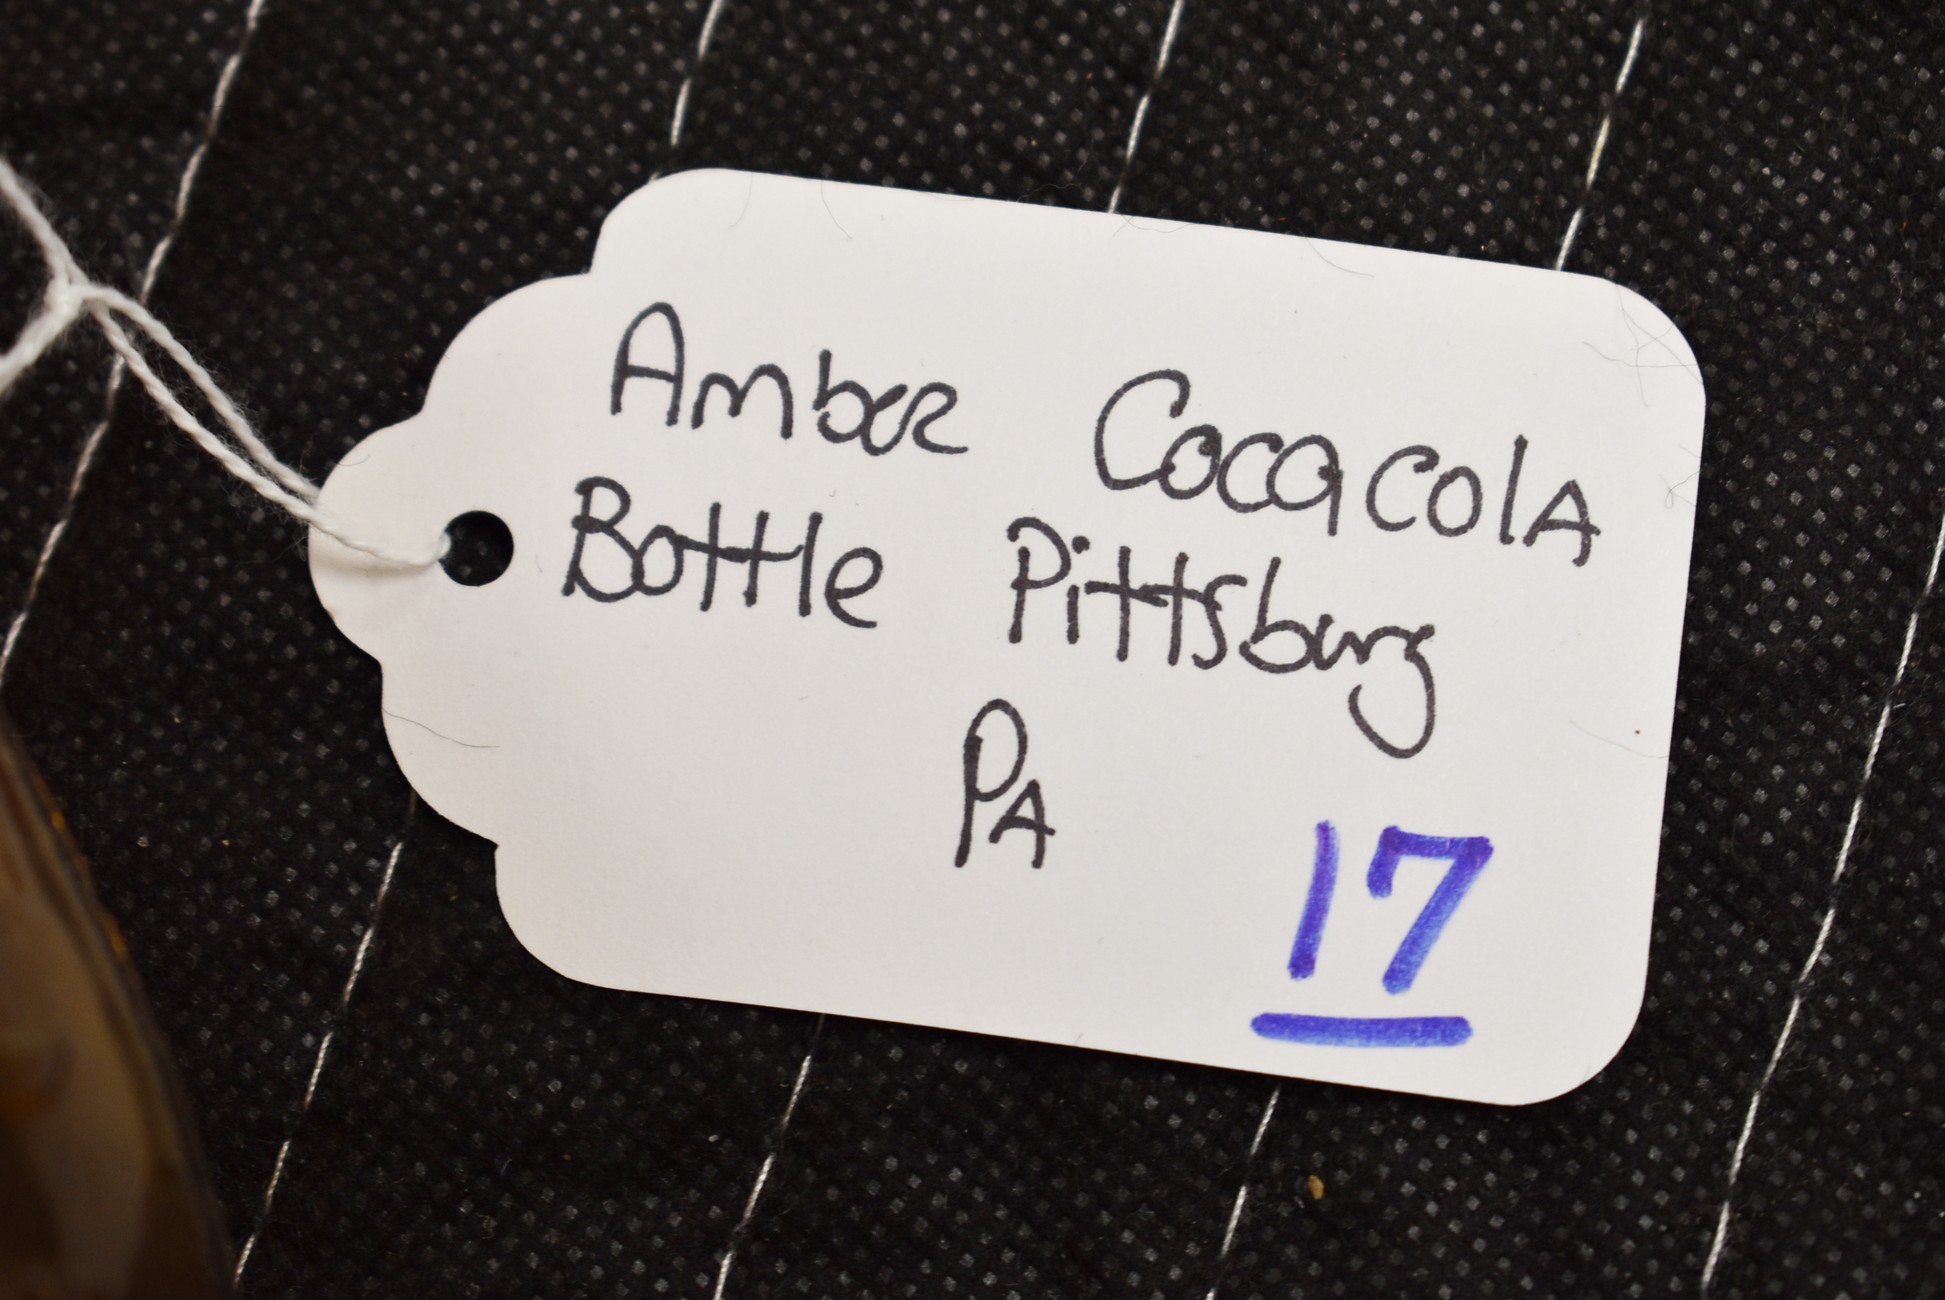 Amber CocacolA
Bottle Pittsburg
PA
17